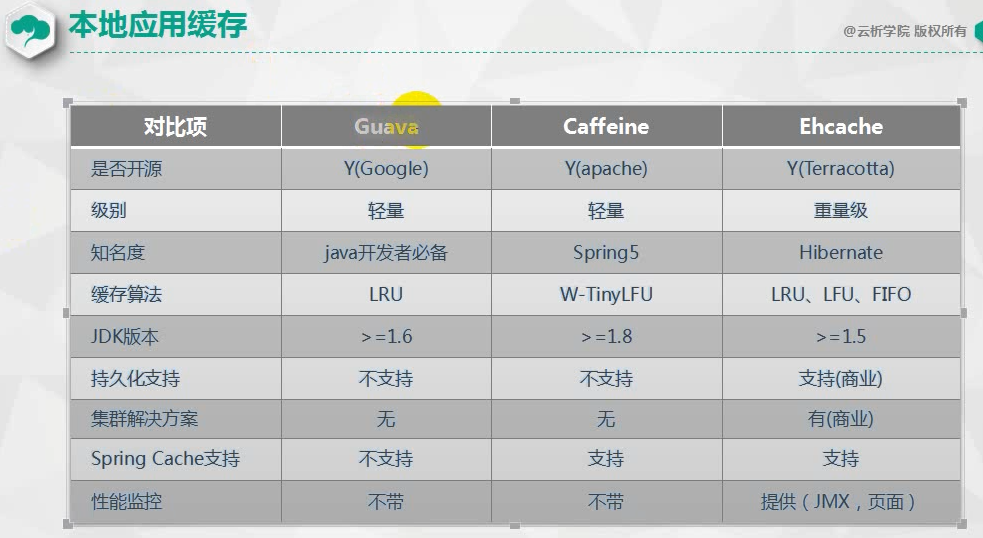 本地应用缓存
@云析学院 版权所有
对比项 Guava Caffeine Ehcache
是否开源 Y(Google) Y(apache) Y(Terracotta)
级别 轻量 轻量 重量级
知名度 java开发者必备 Spring5 Hibernate
缓存算法 LRU W-TinyLFU LRU、LFU、FIFO
JDK版本 >=1.6 >=1.8 >=1.5
持久化支持 不支持 不支持 支持(商业)
集群解决方案 无 无 有(商业)
Spring Cache支持 不支持 支持 支持
性能监控 不带 不带 提供（JMX，页面）